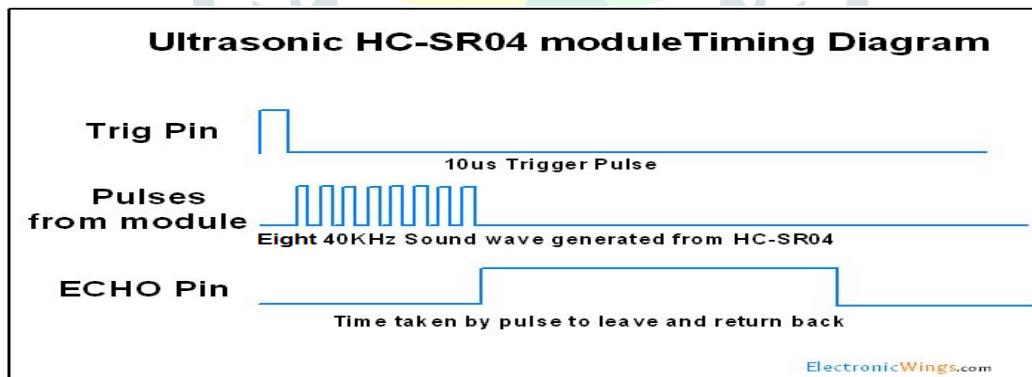 Ultrasonic HC-SR04 moduleTiming Diagram
Trig Pin
10us Trigger Pulse
Pulses
from module
Eight 40KHz Sound wave generated from HC-SR04
ECHO Pin
Time taken by pulse to leave and return back
ElectronicWings.com